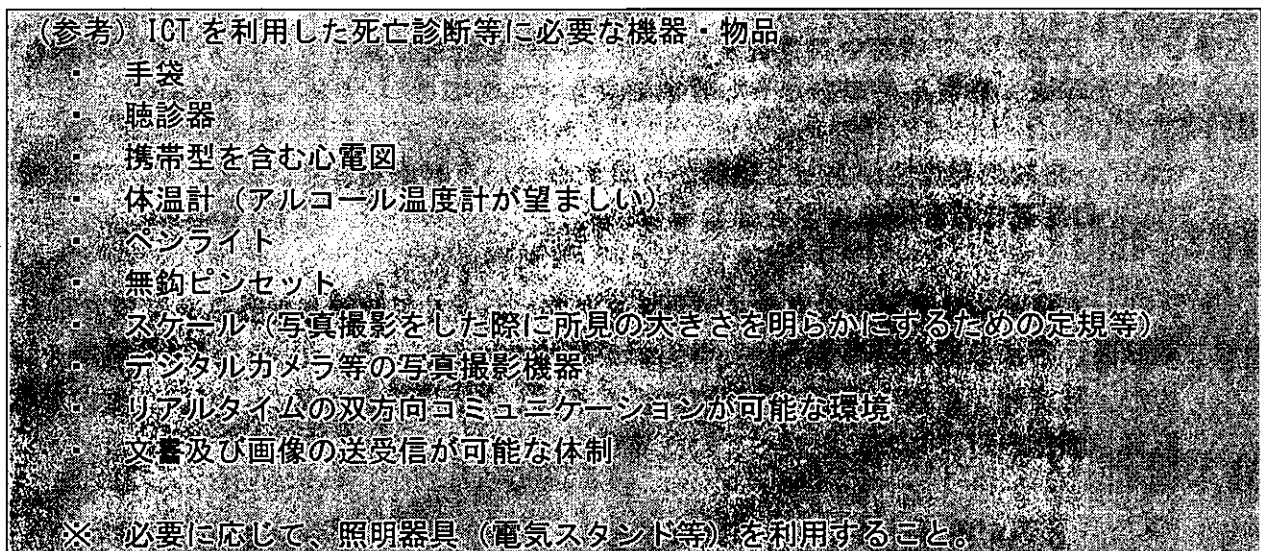 （参考）ICTを利用した死亡診断等に必要な機器・物品
・ 手袋
・ 聴診器
・ 携帯型を含む心電図
・ 体温計（アルコール温度計が望ましい）
・ ペンライト
・ 無鈎ピンセット
・ スケール（写真撮影をした際に所見の大きさを明らかにするための定規等）
・ デジタルカメラ等の写真撮影機器
・ リアルタイムの双方向コミュニケーションが可能な環境
・ 文書及び画像の送受信が可能な体制
※ 必要に応じて、照明器具（電気スタンド等）を利用すること。